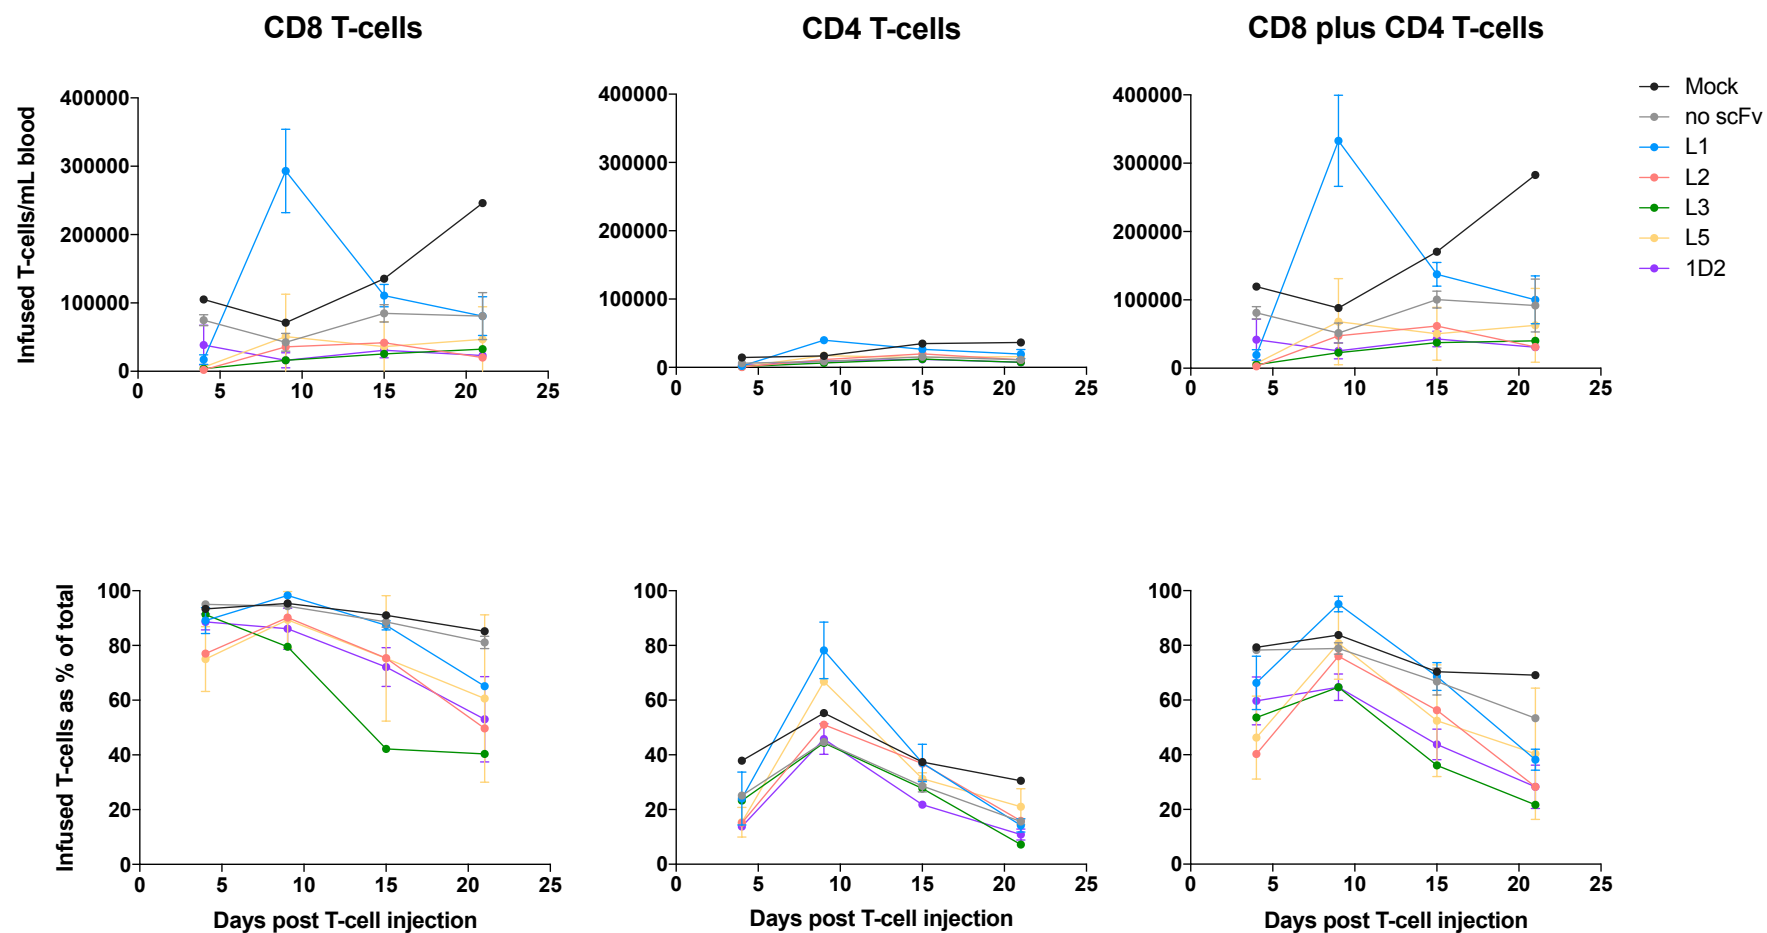 CD8 T-cells
CD4 T-cells
CD8 plus CD4 T-cells
Infused T-cells/mL blood
400000
300000
200000
100000
0
0 5 10 15 20 25
400000
300000
200000
100000
0
0 5 10 15 20 25
400000
300000
200000
100000
0
0 5 10 15 20 25
Mock
no scFv
L1
L2
L3
L5
1D2
Infused T-cells as % of total
100
80
60
40
20
0
0 5 10 15 20 25
Days post T-cell injection
100
80
60
40
20
0
0 5 10 15 20 25
Days post T-cell injection
100
80
60
40
20
0
0 5 10 15 20 25
Days post T-cell injection